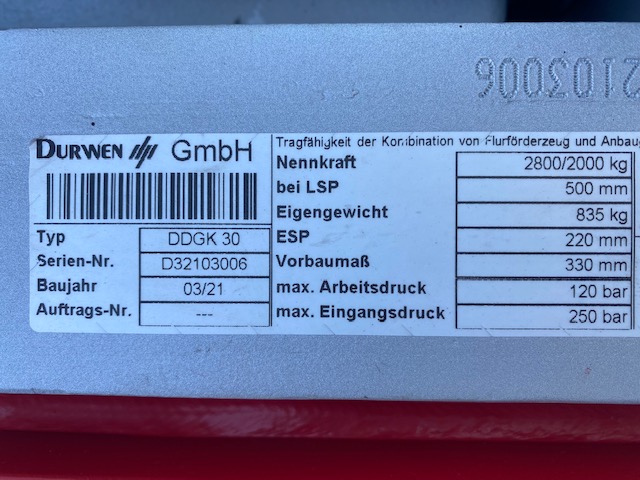 2103006
DURWEN GmbH
Typ DDGK 30
Serien-Nr. D32103006
Baujahr 03/21
Auftrags-Nr. ---
Tragfähigkeit der Kombination von Flurförderzeug und Anbau
Nennkraft 2800/2000 kg
bei LSP 500 mm
Eigengewicht 835 kg
ESP 220 mm
Vorbaumaß 330 mm
max. Arbeitsdruck 120 bar
max. Eingangsdruck 250 bar